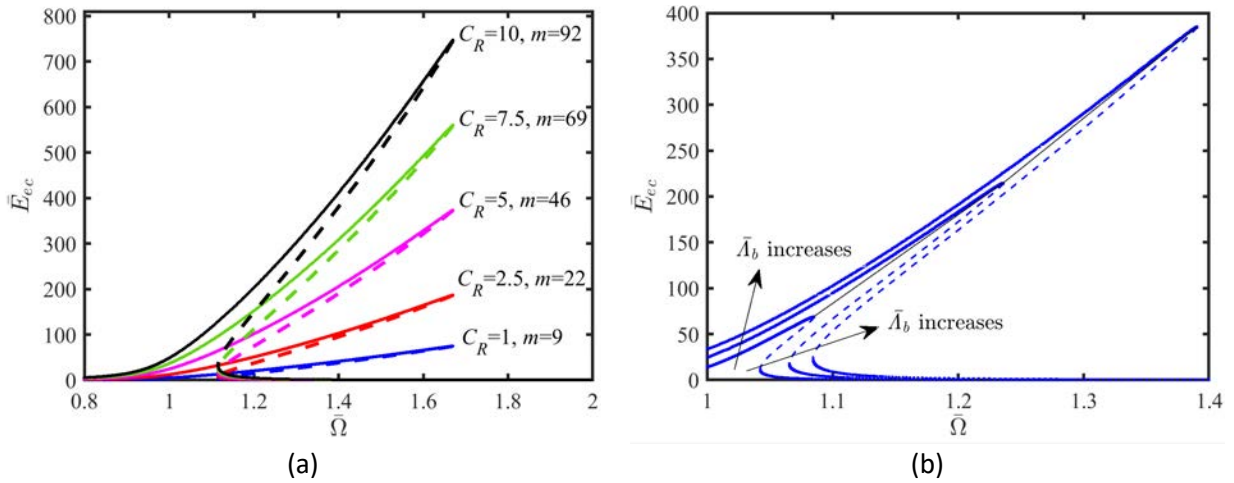 800
700
600
500
400
300
200
100
0
Ē_ec
C_R=10, m=92
C_R=7.5, m=69
C_R=5, m=46
C_R=2.5, m=22
C_R=1, m=9
0.8 1 1.2 1.4 1.6 1.8 2
Ω̄
(a)
400
350
300
250
200
150
100
50
0
Ē_ec
Λ̄_b increases
Λ̄_b increases
1 1.1 1.2 1.3 1.4
Ω̄
(b)